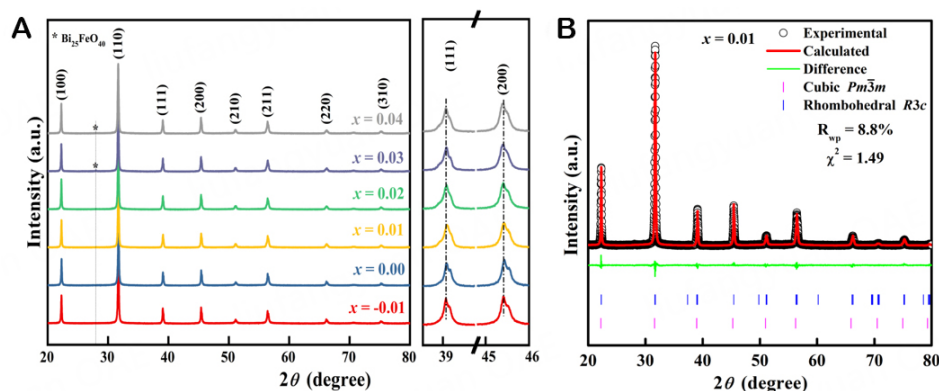 A
* Bi₂₅FeO₄₀
(100)
(110)
(111)
(200)
(210)
(211)
(220)
(310)
*
*
x = 0.04
x = 0.03
x = 0.02
x = 0.01
x = 0.00
x = -0.01
Intensity (a.u.)
20 30 40 50 60 70 80
(111)
(200)
39 45 46
2θ (degree)
B
x = 0.01
Experimental
Calculated
Difference
Cubic Pm3̅m
Rhombohedral R3c
R_wp = 8.8%
χ² = 1.49
Intensity (a.u.)
20 30 40 50 60 70 80
2θ (degree)